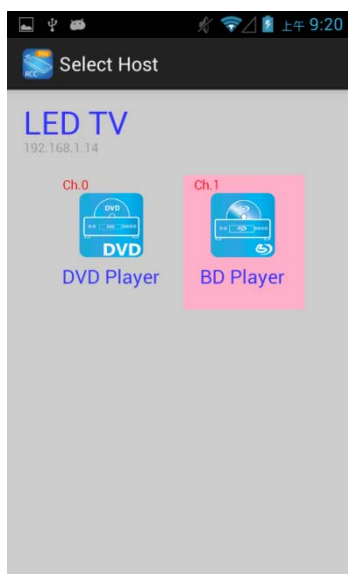 上午 9:20
RCC
Select Host
LED TV
192.168.1.14
Ch.0
Ch.1
DVD
DVD
DVD Player
BD Player